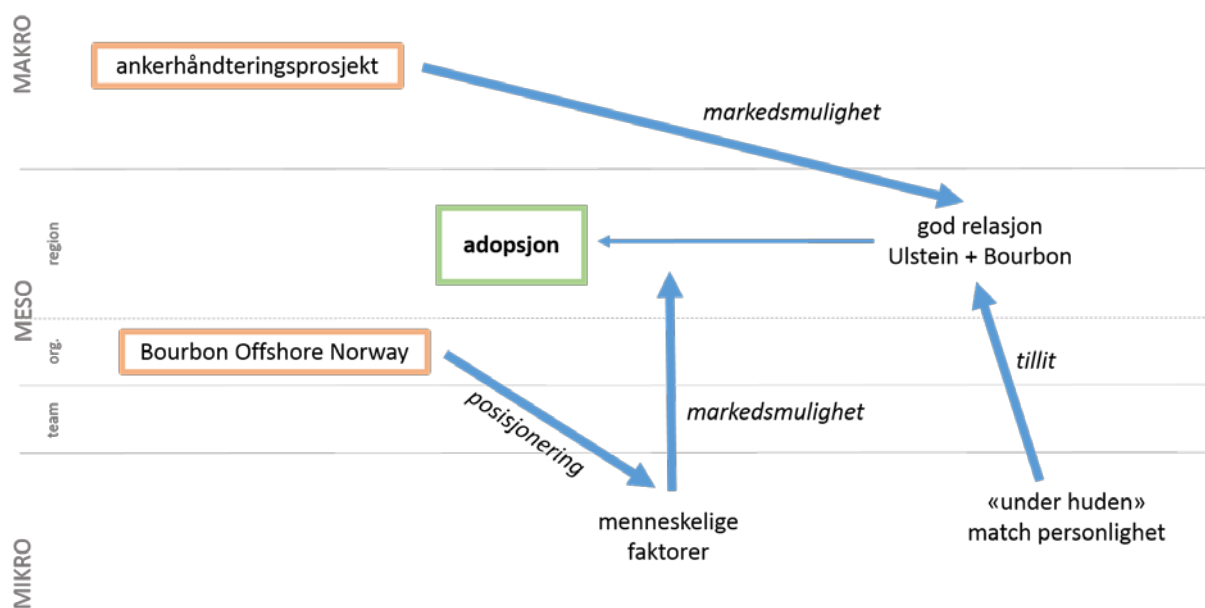 MAKRO
ankerhåndteringsprosjekt
markedsmulighet
region
adopsjon
god relasjon
Ulstein + Bourbon
MESO
org.
Bourbon Offshore Norway
tillit
team
posisjonering
markedsmulighet
menneskelige
faktorer
«under huden»
match personlighet
MIKRO